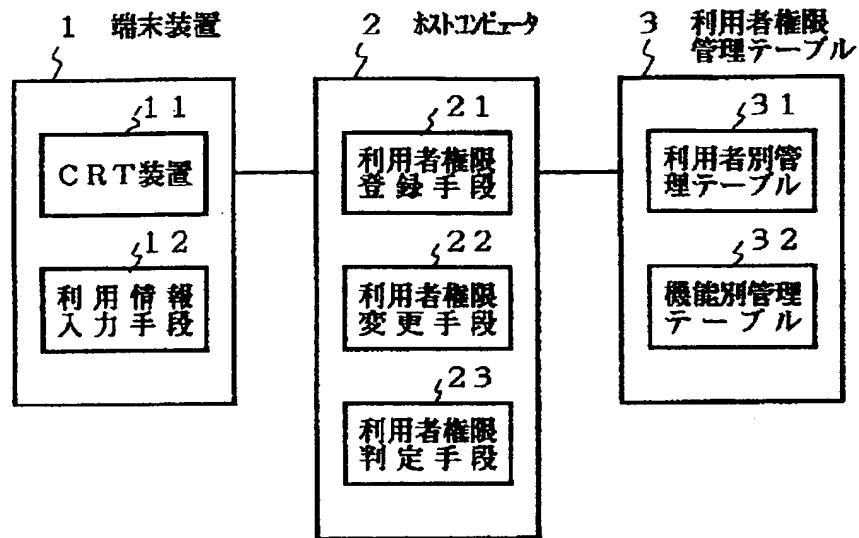 1 端末装置
11
CRT装置
12
利用情報
入力手段
2 ホストコンピュータ
21
利用者権限
登録手段
22
利用者権限
変更手段
23
利用者権限
判定手段
3 利用者権限
管理テーブル
31
利用者別管
理テーブル
32
機能別管理
テーブル